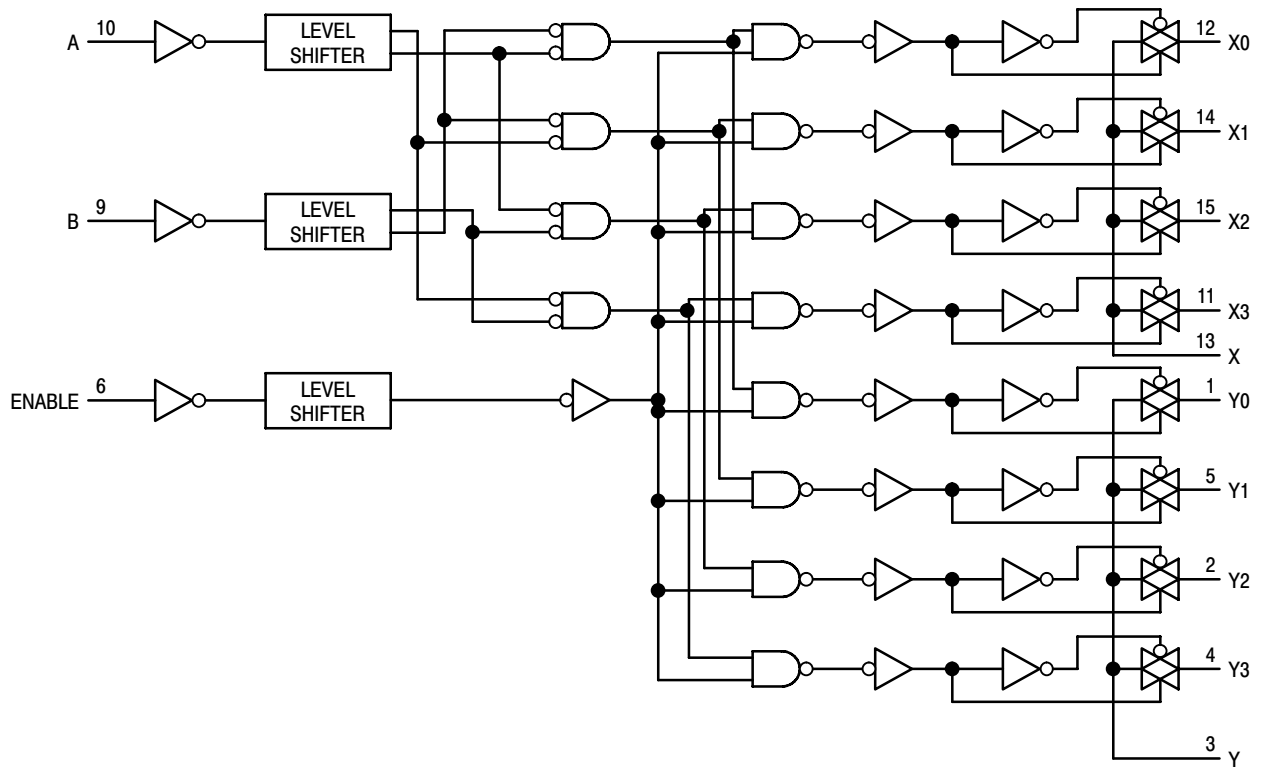 A 10
LEVEL
SHIFTER
12 X0
14 X1
B 9
LEVEL
SHIFTER
15 X2
11 X3
13 X
ENABLE 6
LEVEL
SHIFTER
1 Y0
5 Y1
2 Y2
4 Y3
3 Y